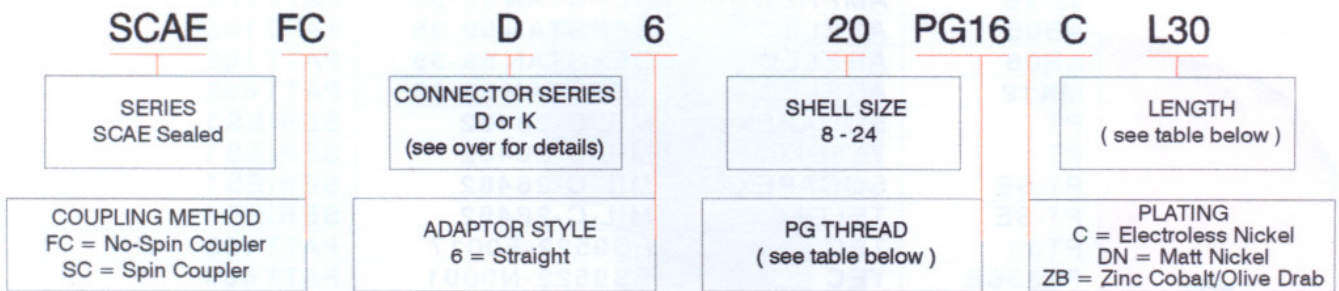 SCAE FC D 6 20 PG16 C L30
SERIES
SCAE Sealed
CONNECTOR SERIES
D or K
(see over for details)
SHELL SIZE
8 - 24
LENGTH
( see table below )
COUPLING METHOD
FC = No-Spin Coupler
SC = Spin Coupler
ADAPTOR STYLE
6 = Straight
PG THREAD
( see table below )
PLATING
C = Electroless Nickel
DN = Matt Nickel
ZB = Zinc Cobalt/Olive Drab